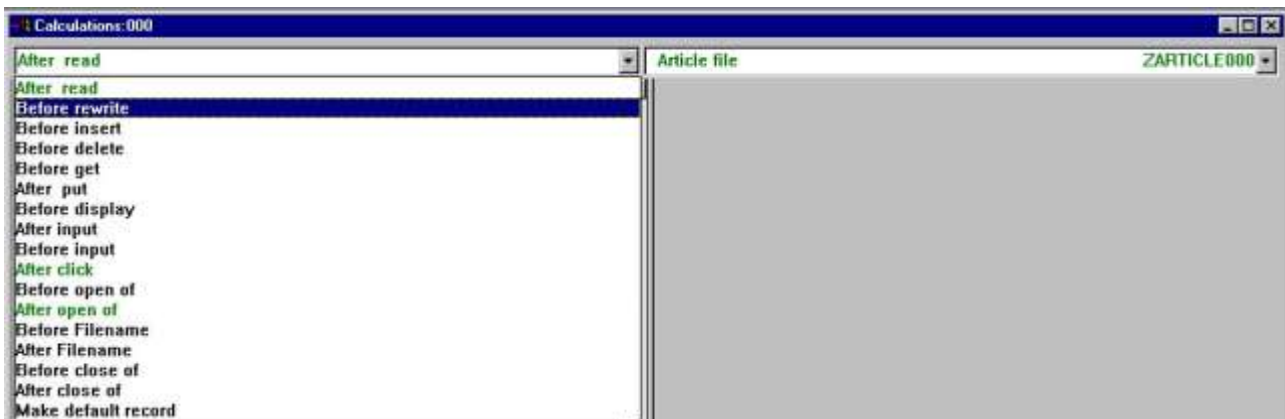 Calculations:000
After read Article file ZARTICLE000
After read
Before rewrite
Before insert
Before delete
Before get
After put
Before display
After input
Before input
After click
Before open of
After open of
Before Filename
After Filename
Before close of
After close of
Make default record